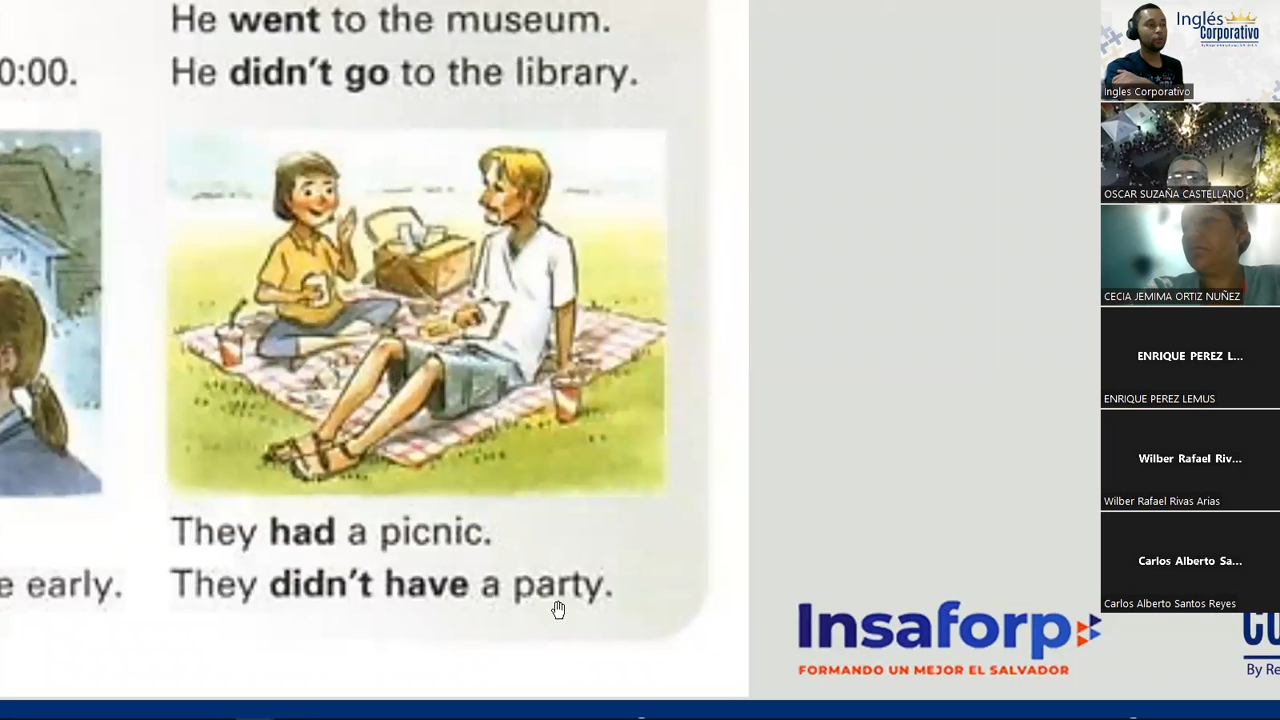 He went to the museum.
0:00.
He didn't go to the library.
They had a picnic.
e early.
They didn't have a party.
Insaforp
FORMANDO UN MEJOR EL SALVADOR
CO
By Re
Inglés
Corporativo
Ingles Corporativo
OSCAR SUZAÑA CASTELLANO
CECIA JEMIMA ORTIZ NUÑEZ
ENRIQUE PEREZ L...
ENRIQUE PEREZ LEMUS
Wilber Rafael Riv...
Wilber Rafael Rivas Arias
Carlos Alberto Sa...
Carlos Alberto Santos Reyes